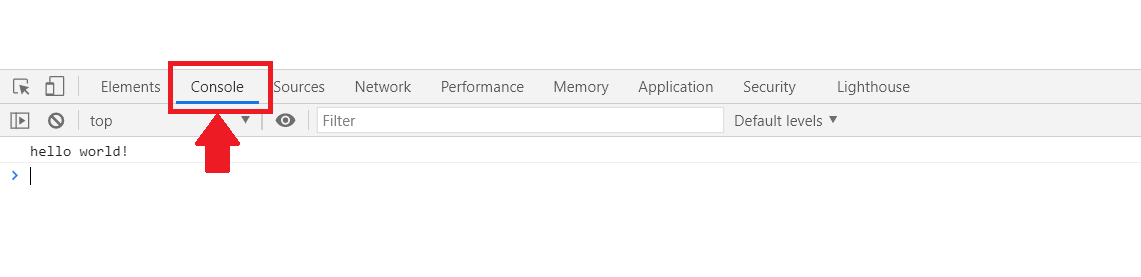 Elements Console Sources Network Performance Memory Application Security Lighthouse
top Filter Default levels
hello world!